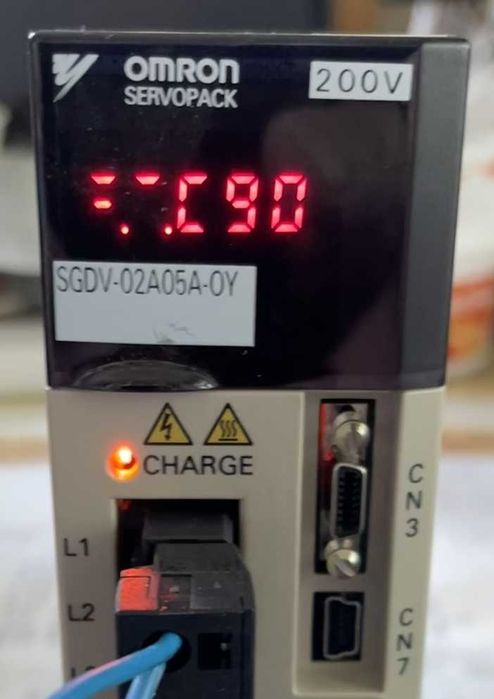 OMRON
SERVOPACK
200V
C90
SGDV-02A05A-OY
CHARGE
CN3
L1
L2
CN7